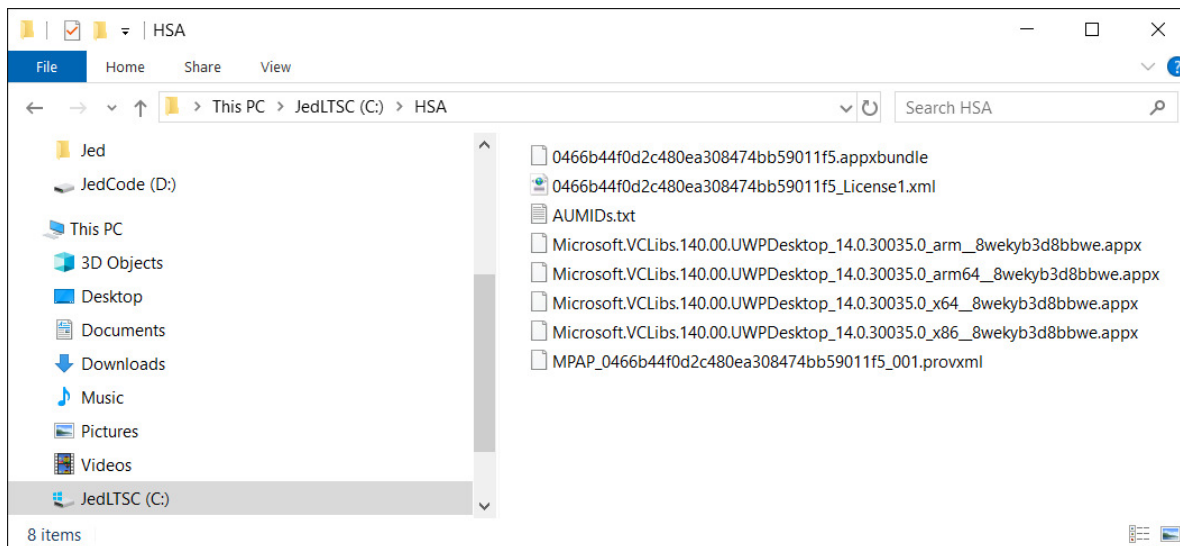 HSA
File Home Share View
This PC > JedLTSC (C:) > HSA
Search HSA
Jed
JedCode (D:)
This PC
3D Objects
Desktop
Documents
Downloads
Music
Pictures
Videos
JedLTSC (C:)
0466b44f0d2c480ea308474bb59011f5.appxbundle
0466b44f0d2c480ea308474bb59011f5_License1.xml
AUMIDs.txt
Microsoft.VCLibs.140.00.UWPDesktop_14.0.30035.0_arm__8wekyb3d8bbwe.appx
Microsoft.VCLibs.140.00.UWPDesktop_14.0.30035.0_arm64__8wekyb3d8bbwe.appx
Microsoft.VCLibs.140.00.UWPDesktop_14.0.30035.0_x64__8wekyb3d8bbwe.appx
Microsoft.VCLibs.140.00.UWPDesktop_14.0.30035.0_x86__8wekyb3d8bbwe.appx
MPAP_0466b44f0d2c480ea308474bb59011f5_001.provxml
8 items